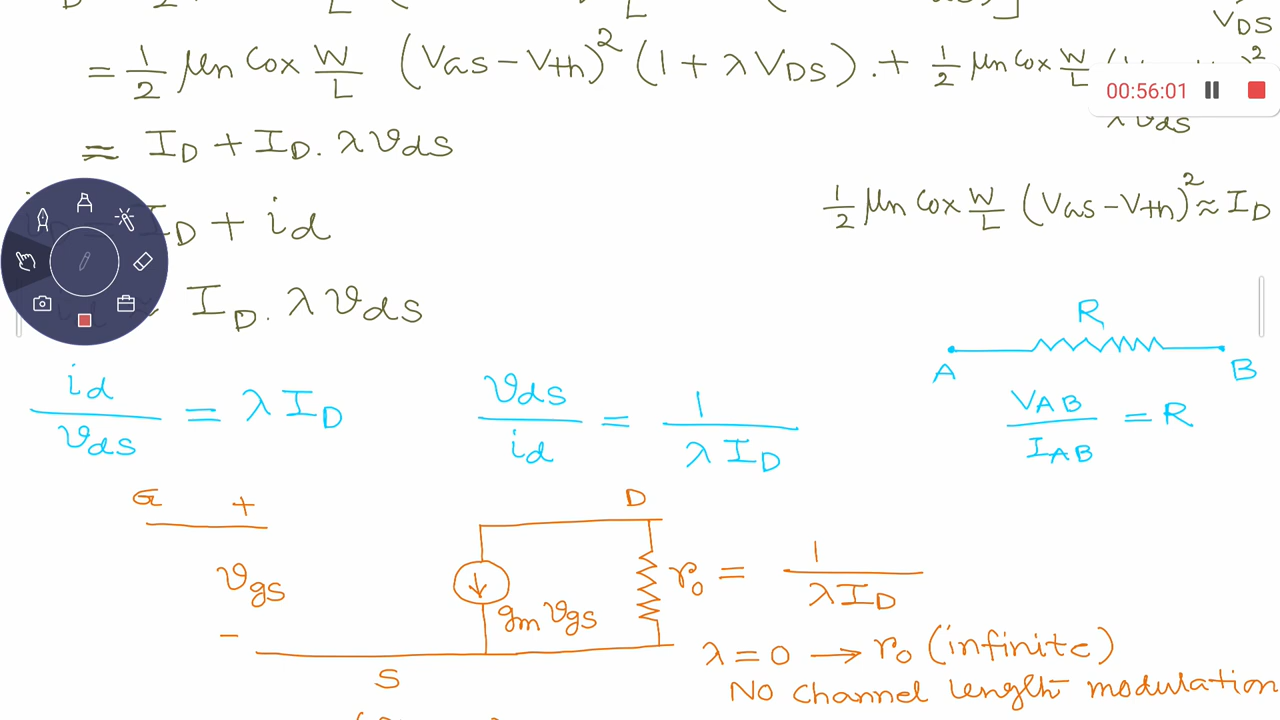 = 1/2 μn Cox W/L (VGS – Vth)² (1 + λVDS) . + 1/2 μn Cox W/L
VDS
00:56:01
λ vds
≈ ID + ID . λ vds
1/2 μn Cox W/L (VGS – Vth)² ≈ ID
ID + id
ID . λ vds
R
A B
id/vds = λ ID
vds/id = 1/(λ ID)
VAB/IAB = R
G + D
vgs
gm vgs
ro = 1/(λ ID)
–
S
λ = 0 → ro (infinite)
No channel length modulation